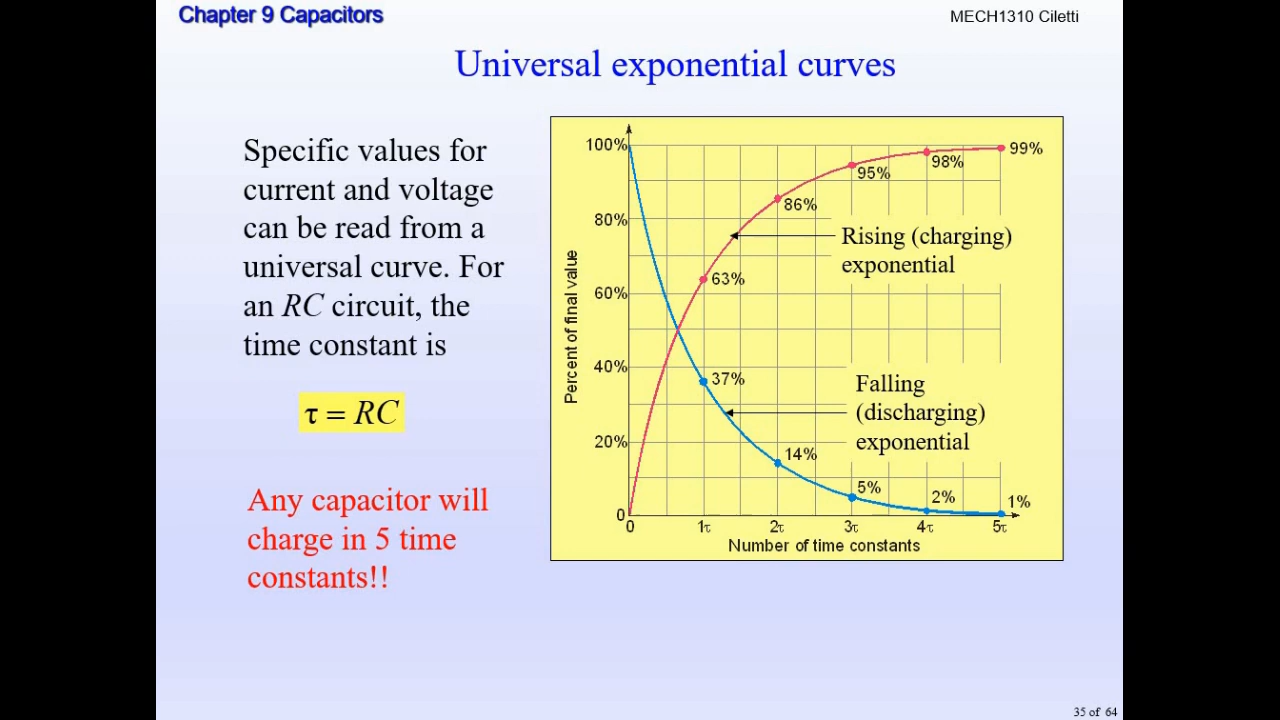 Chapter 9 Capacitors
MECH1310 Ciletti
Universal exponential curves
Specific values for
current and voltage
can be read from a
universal curve. For
an RC circuit, the
time constant is
τ = RC
Any capacitor will
charge in 5 time
constants!!
Percent of final value
100%
80%
60%
40%
20%
0
99%
98%
95%
86%
63%
Rising (charging)
exponential
37%
14%
5%
2%
1%
Falling
(discharging)
exponential
0 1τ 2τ 3τ 4τ 5τ
Number of time constants
35 of 64